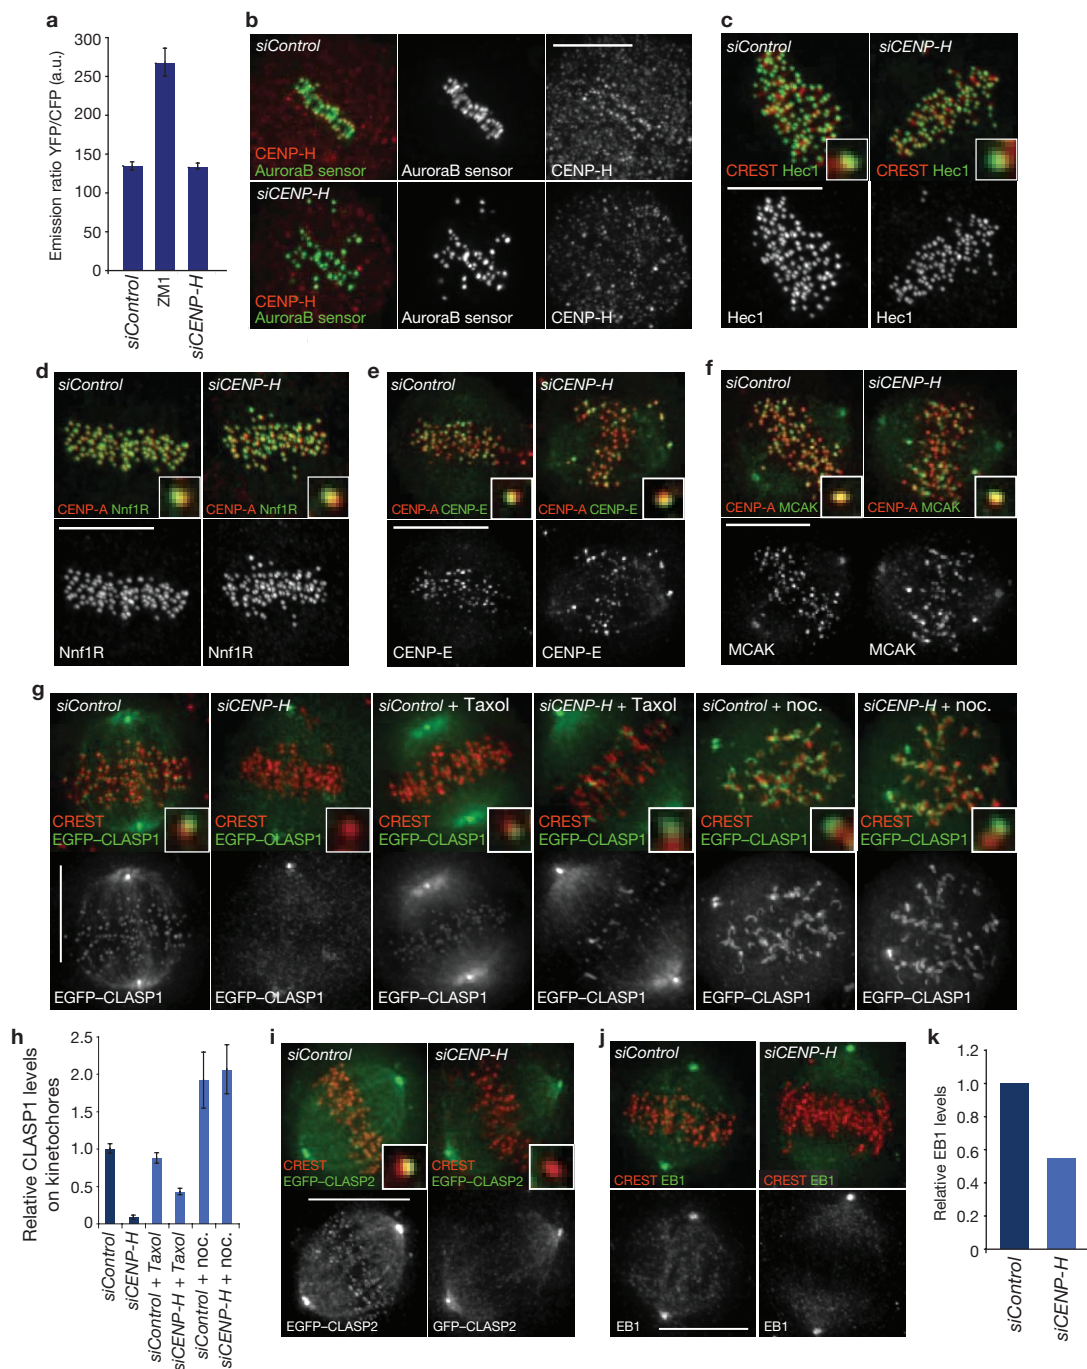 a
Emission ratio YFP/CFP (a.u.)
300
250
200
150
100
50
0
siControl
ZM1
siCENP-H
b
siControl
CENP-H
AuroraB sensor
AuroraB sensor
CENP-H
siCENP-H
CENP-H
AuroraB sensor
AuroraB sensor
CENP-H
c
siControl
siCENP-H
CREST Hec1
CREST Hec1
Hec1
Hec1
d
siControl
siCENP-H
CENP-A Nnf1R
CENP-A Nnf1R
Nnf1R
Nnf1R
e
siControl
siCENP-H
CENP-A CENP-E
CENP-A CENP-E
CENP-E
CENP-E
f
siControl
siCENP-H
CENP-A MCAK
CENP-A MCAK
MCAK
MCAK
g
siControl
siCENP-H
siControl + Taxol
siCENP-H + Taxol
siControl + noc.
siCENP-H + noc.
CREST
EGFP–CLASP1
CREST
EGFP–CLASP1
CREST
EGFP–CLASP1
CREST
EGFP–CLASP1
CREST
EGFP–CLASP1
CREST
EGFP–CLASP1
EGFP–CLASP1
EGFP–CLASP1
EGFP–CLASP1
EGFP–CLASP1
EGFP–CLASP1
EGFP–CLASP1
h
Relative CLASP1 levels
on kinetochores
2.5
2.0
1.5
1.0
0.5
0
siControl
siCENP-H
siControl + Taxol
siCENP-H + Taxol
siControl + noc.
siCENP-H + noc.
i
siControl
siCENP-H
CREST
EGFP–CLASP2
CREST
EGFP–CLASP2
EGFP–CLASP2
GFP–CLASP2
j
siControl
siCENP-H
CREST EB1
CREST EB1
EB1
EB1
k
Relative EB1 levels
1.2
1.0
0.8
0.6
0.4
0.2
0
siControl
siCENP-H